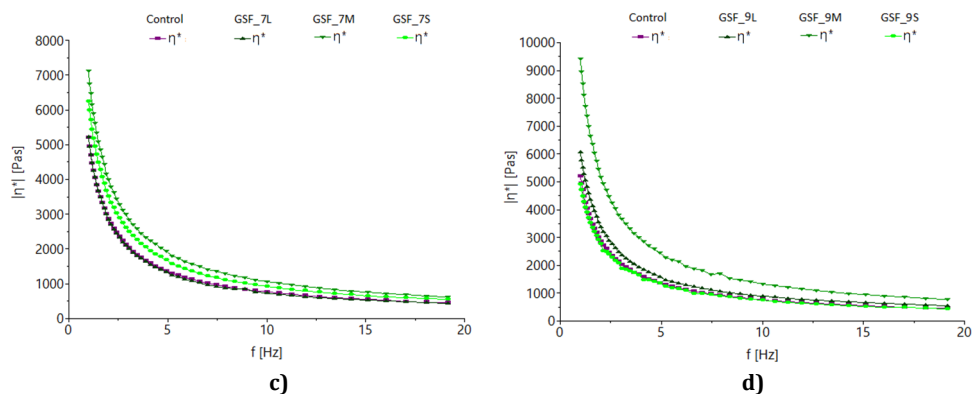 Control GSF_7L GSF_7M GSF_7S
η* η* η* η*
8000
7000
6000
5000
4000
3000
2000
1000
0
|η*| [Pas]
0 5 10 15 20
f [Hz]
c)
Control GSF_9L GSF_9M GSF_9S
η* η* η* η*
10000
9000
8000
7000
6000
5000
4000
3000
2000
1000
0
|η*| [Pas]
0 5 10 15 20
f [Hz]
d)